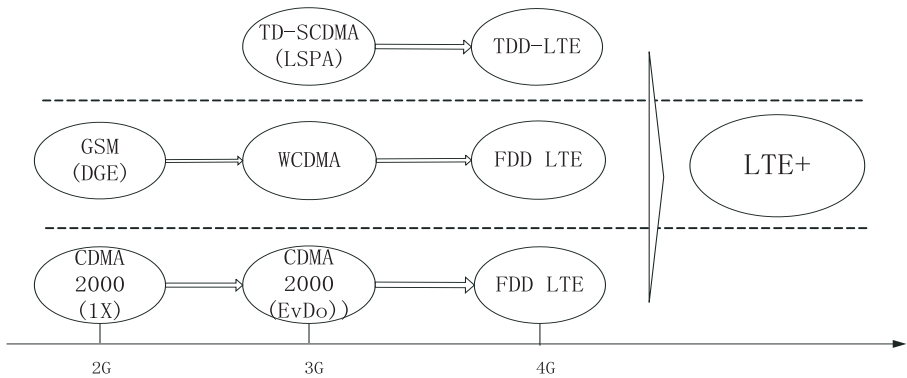 TD-SCDMA
(LSPA)
TDD-LTE
GSM
(DGE)
WCDMA
FDD LTE
LTE+
CDMA
2000
(1X)
CDMA
2000
(EvDo))
FDD LTE
2G
3G
4G